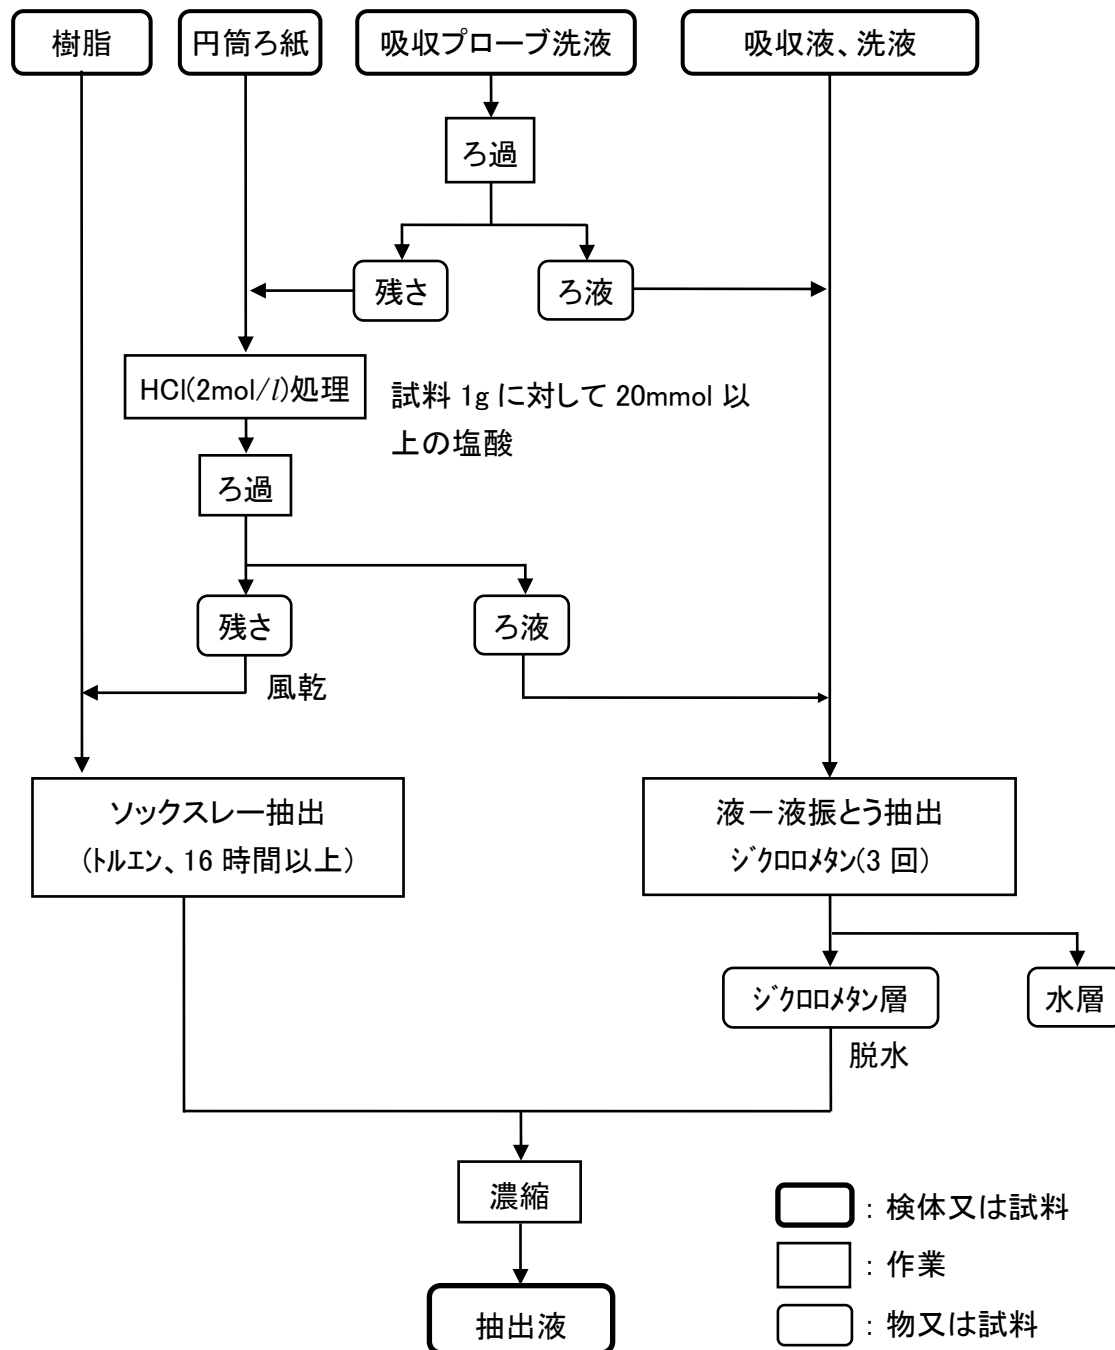 樹脂
円筒ろ紙
吸収プローブ洗液
吸収液、洗液
ろ過
残さ
ろ液
HCl(2mol/l)処理
試料 1g に対して 20mmol 以
上の塩酸
ろ過
残さ
ろ液
風乾
ソックスレー抽出
(ﾄﾙｴﾝ、16 時間以上)
液－液振とう抽出
ｼﾞｸﾛﾛﾒﾀﾝ(3 回)
ｼﾞｸﾛﾛﾒﾀﾝ層
水層
脱水
濃縮
抽出液
：検体又は試料
：作業
：物又は試料